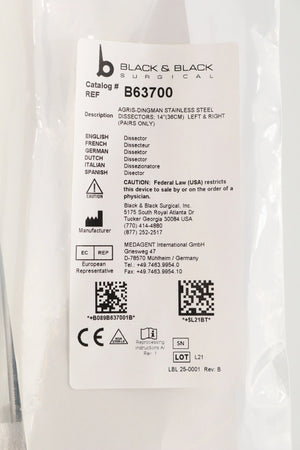 BLACK & BLACK
SURGICAL
Catalog #
REF B63700
AGRIS-DINGMAN STAINLESS STEEL
Description DISSECTORS; 14"(36CM) LEFT & RIGHT
(PAIRS ONLY)
ENGLISH Dissector
FRENCH Dissecteur
GERMAN Dissektor
DUTCH Dissector
ITALIAN Dissezionatore
SPANISH Disector
CAUTION
CAUTION: Federal Law (USA) restricts
this device to sale by or on the order of a
physician.
Manufacturer
Black & Black Surgical, Inc.
5175 South Royal Atlanta Dr
Tucker Georgia 30084 USA
(770) 414-4880
(877) 252-2517
EC REP
European
Representative
MEDAGENT International GmbH
Griesweg 47
D-78570 Mühlheim / Germany
Tel.: +49.7463.9954.0
Fax: +49.7463.9954.10
*+B089B637001B*
*+SL21BT*
CE
Reprocessing
instructions at
Rev. 1
SN
LOT L21
LBL 25-0001 Rev: B